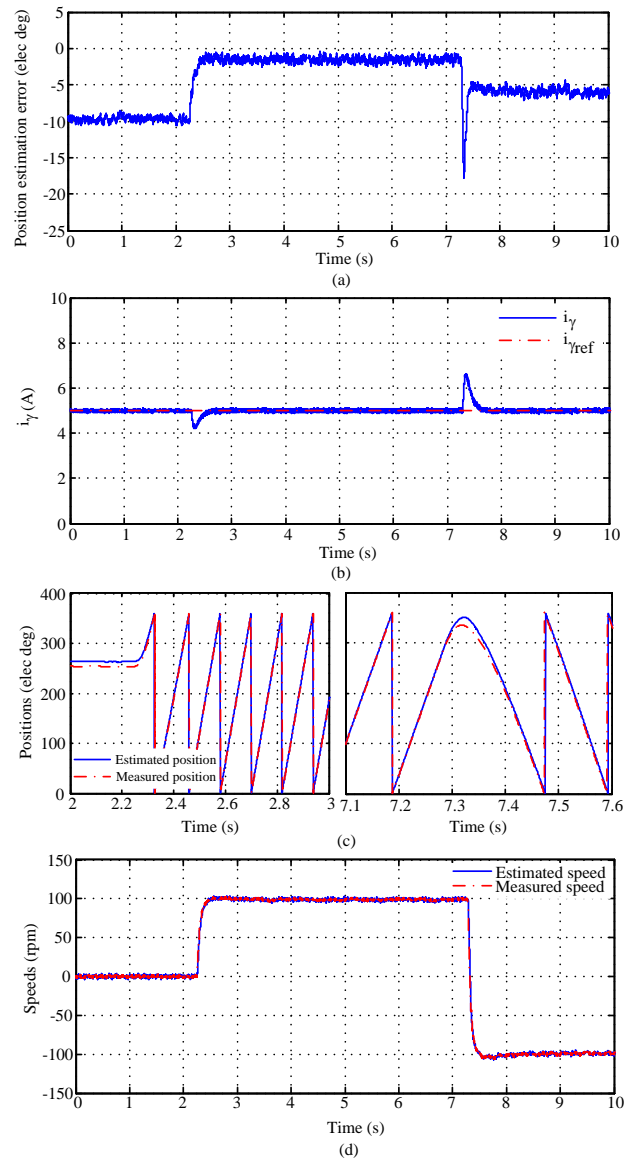 5
0
-5
-10
-15
-20
-25
Position estimation error (elec deg)
0 1 2 3 4 5 6 7 8 9 10
Time (s)
(a)
10
8
6
4
2
0
iγ (A)
iγ
iγref
0 1 2 3 4 5 6 7 8 9 10
Time (s)
(b)
400
300
200
100
0
Positions (elec deg)
Estimated position
Measured position
2 2.2 2.4 2.6 2.8 3
7.1 7.2 7.3 7.4 7.5 7.6
Time (s)
Time (s)
(c)
150
100
50
0
-50
-100
-150
Speeds (rpm)
Estimated speed
Measured speed
0 1 2 3 4 5 6 7 8 9 10
Time (s)
(d)